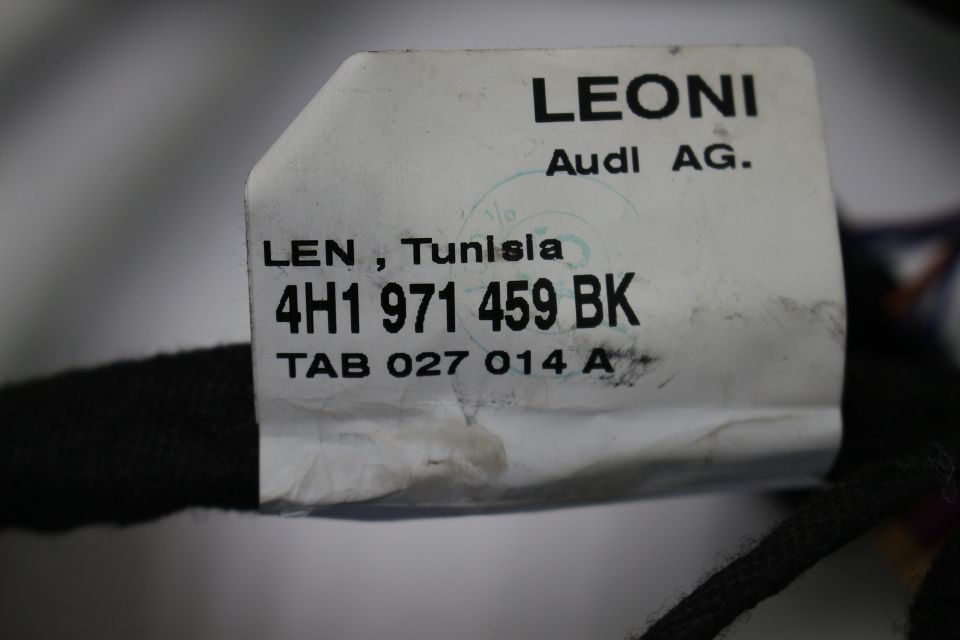 LEONI
Audi AG.
LEN , Tunisia
4H1 971 459 BK
TAB 027 014 A